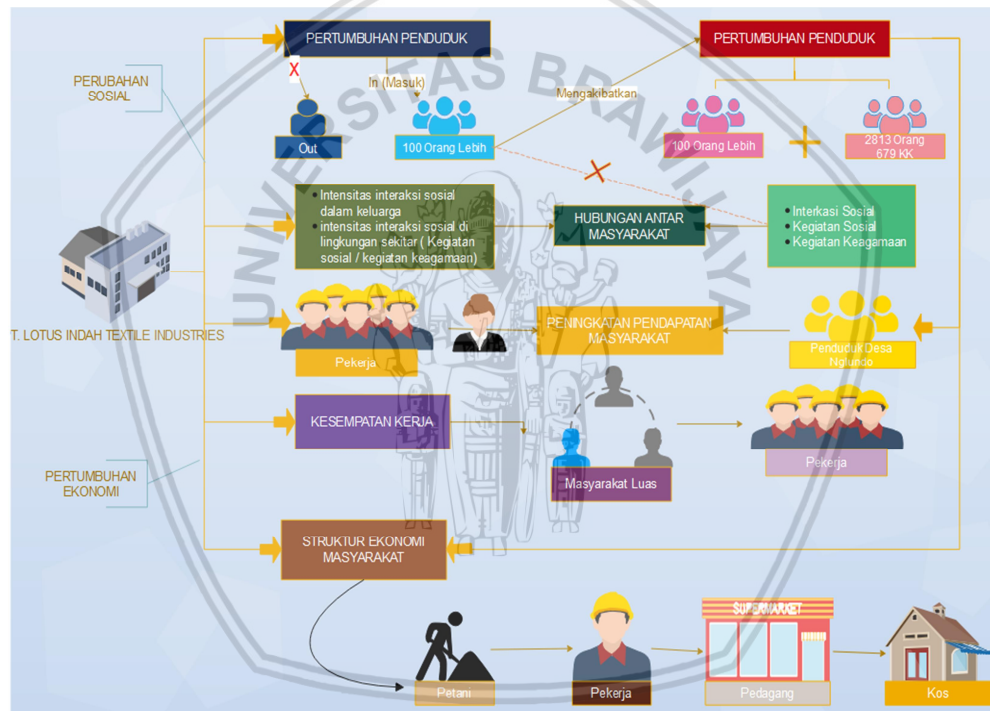 PERTUMBUHAN PENDUDUK
PERTUMBUHAN PENDUDUK
PERUBAHAN
SOSIAL
X
In (Masuk)
Mengakibatkan
Out
100 Orang Lebih
100 Orang Lebih
2813 Orang
679 KK
• Intensitas interaksi sosial
dalam keluarga
• intensitas interaksi sosial di
lingkungan sekitar ( Kegiatan
sosial / kegiatan keagamaan)
HUBUNGAN ANTAR
MASYARAKAT
• Interkasi Sosial
• Kegiatan Sosial
• Kegiatan Keagamaan
T. LOTUS INDAH TEXTILE INDUSTRIES
Pekerja
PENINGKATAN PENDAPATAN
MASYARAKAT
Penduduk Desa
Nglundo
KESEMPATAN KERJA
Masyarakat Luas
Pekerja
PERTUMBUHAN
EKONOMI
STRUKTUR EKONOMI
MASYARAKAT
SUPERMARKET
Petani
Pekerja
Pedagang
Kos
UNIVERSITAS BRAWIJAYA